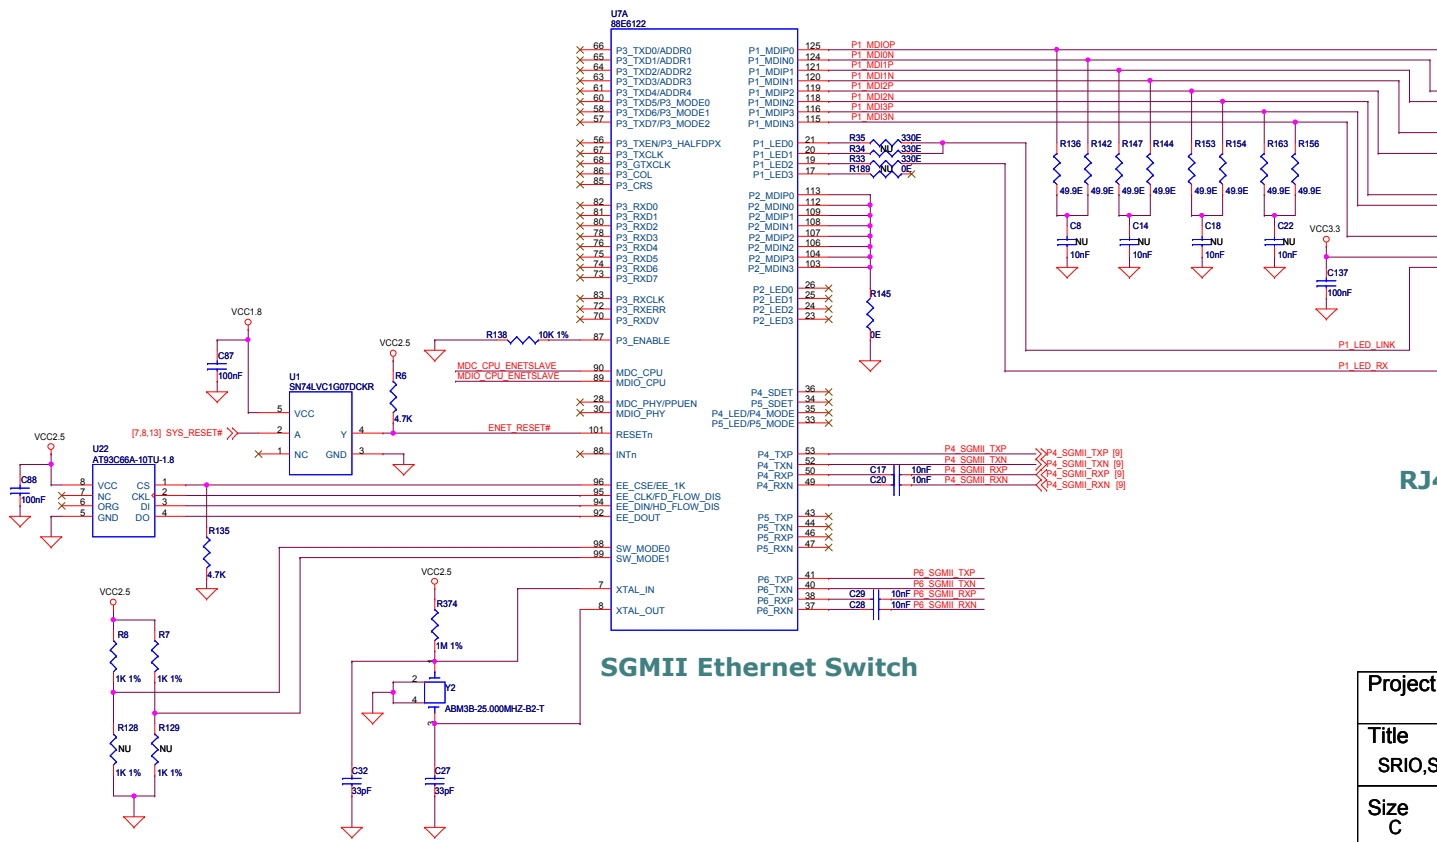 U7A
88E6122
66 P3_TXD0/ADDR0
65 P3_TXD1/ADDR1
64 P3_TXD2/ADDR2
63 P3_TXD3/ADDR3
61 P3_TXD4/ADDR4
60 P3_TXD5/P3_MODE0
58 P3_TXD6/P3_MODE1
57 P3_TXD7/P3_MODE2
56 P3_TXEN/P3_HALFDPX
67 P3_TXCLK
68 P3_GTXCLK
86 P3_COL
85 P3_CRS
82 P3_RXD0
81 P3_RXD1
80 P3_RXD2
78 P3_RXD3
76 P3_RXD4
75 P3_RXD5
74 P3_RXD6
73 P3_RXD7
83 P3_RXCLK
72 P3_RXERR
70 P3_RXDV
R138 10K 1% 87 P3_ENABLE
MDC_CPU_ENETSLAVE 90 MDC_CPU
MDIO_CPU_ENETSLAVE 89 MDIO_CPU
28 MDC_PHY/PPUEN
30 MDIO_PHY
ENET_RESET# 101 RESETn
88 INTn
96 EE_CSE/EE_1K
95 EE_CLK/FD_FLOW_DIS
94 EE_DIN/HD_FLOW_DIS
92 EE_DOUT
98 SW_MODE0
99 SW_MODE1
7 XTAL_IN
8 XTAL_OUT
P1_MDIP0 125 P1_MDIOP
P1_MDIN0 124 P1_MDI0N
P1_MDIP1 121 P1_MDI1P
P1_MDIN1 120 P1_MDI1N
P1_MDIP2 119 P1_MDI2P
P1_MDIN2 118 P1_MDI2N
P1_MDIP3 116 P1_MDI3P
P1_MDIN3 115 P1_MDI3N
P1_LED0 21 R35 330E
P1_LED1 20 R34 NU 330E
P1_LED2 19 R33 330E
P1_LED3 17 R189 NU 0E
P2_MDIP0 113
P2_MDIN0 112
P2_MDIP1 109
P2_MDIN1 108
P2_MDIP2 107
P2_MDIN2 106
P2_MDIP3 104
P2_MDIN3 103
P2_LED0 26
P2_LED1 25
P2_LED2 24
P2_LED3 23
R145
0E
P4_SDET 36
P5_SDET 34
P4_LED/P4_MODE 35
P5_LED/P5_MODE 33
P4_TXP 53 P4_SGMII_TXP P4_SGMII_TXP [9]
P4_TXN 52 P4_SGMII_TXN P4_SGMII_TXN [9]
P4_RXP 50 C17 10nF P4_SGMII_RXP P4_SGMII_RXP [9]
P4_RXN 49 C20 10nF P4_SGMII_RXN P4_SGMII_RXN [9]
P5_TXP 43
P5_TXN 44
P5_RXP 46
P5_RXN 47
P6_TXP 41 P6_SGMII_TXP
P6_TXN 40 P6_SGMII_TXN
P6_RXP 38 C29 10nF P6_SGMII_RXP
P6_RXN 37 C28 10nF P6_SGMII_RXN
R136 R142 R147 R144 R153 R154 R163 R156
49.9E 49.9E 49.9E 49.9E 49.9E 49.9E 49.9E 49.9E
C8 C14 C18 C22
NU NU NU NU
10nF 10nF 10nF 10nF
VCC3.3
C137
100nF
P1_LED_LINK
P1_LED_RX
RJ4
VCC1.8
C87
100nF
VCC2.5
R6
4.7K
U1
SN74LVC1G07DCKR
5 VCC
[7,8,13] SYS_RESET# 2 A Y 4
1 NC GND 3
VCC2.5
C88
100nF
U22
AT93C66A-10TU-1.8
8 VCC CS 1
7 NC CKL 2
6 ORG DI 3
5 GND DO 4
R135
4.7K
VCC2.5
R8 R7
1K 1% 1K 1%
R128 R129
NU NU
1K 1% 1K 1%
VCC2.5
R374
1M 1%
1
2
4
3
Y2
ABM3B-25.000MHZ-B2-T
C32 C27
33pF 33pF
SGMII Ethernet Switch
Project
Title
SRIO,S
Size
C